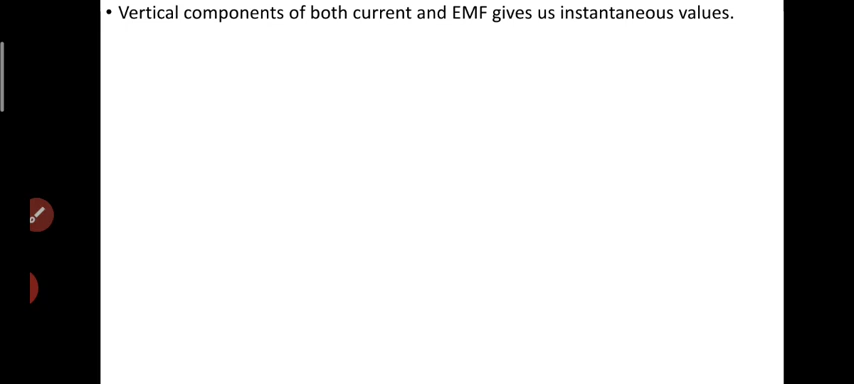 • Vertical components of both current and EMF gives us instantaneous values.